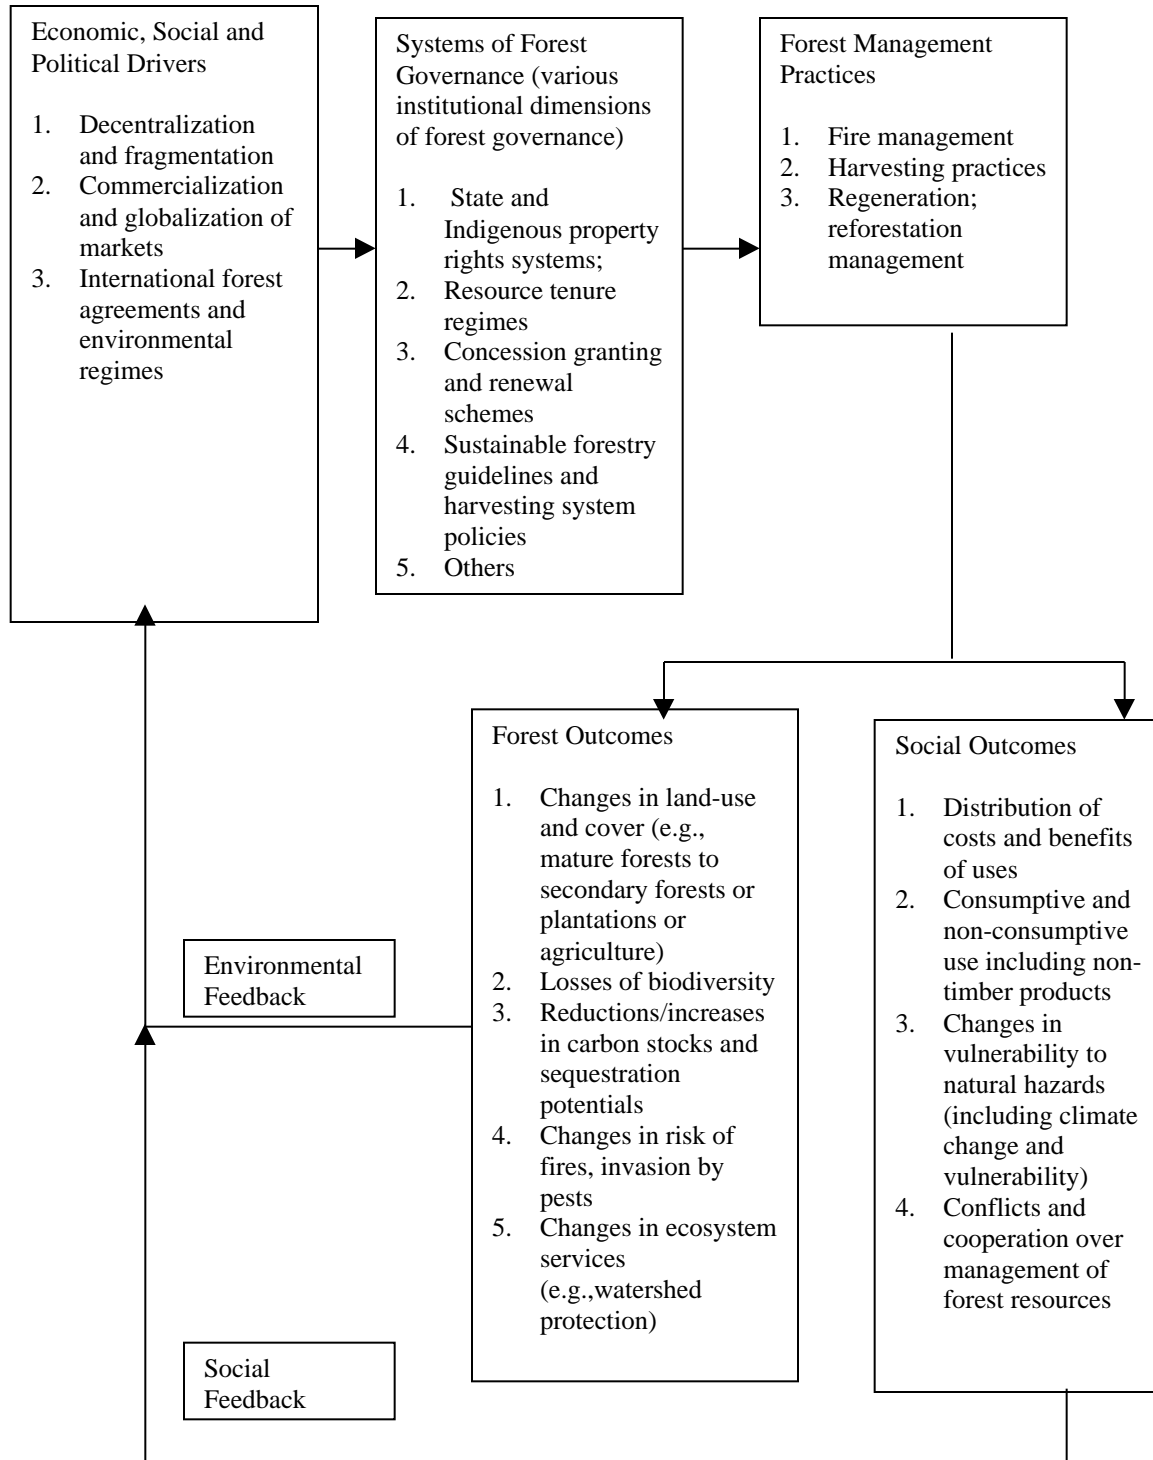 Economic, Social and
Political Drivers
1. Decentralization
and fragmentation
2. Commercialization
and globalization of
markets
3. International forest
agreements and
environmental
regimes
Systems of Forest
Governance (various
institutional dimensions
of forest governance)
1. State and
Indigenous property
rights systems;
2. Resource tenure
regimes
3. Concession granting
and renewal
schemes
4. Sustainable forestry
guidelines and
harvesting system
policies
5. Others
Forest Management
Practices
1. Fire management
2. Harvesting practices
3. Regeneration;
reforestation
management
Forest Outcomes
1. Changes in land-use
and cover (e.g.,
mature forests to
secondary forests or
plantations or
agriculture)
2. Losses of biodiversity
3. Reductions/increases
in carbon stocks and
sequestration
potentials
4. Changes in risk of
fires, invasion by
pests
5. Changes in ecosystem
services
(e.g.,watershed
protection)
Social Outcomes
1. Distribution of
costs and benefits
of uses
2. Consumptive and
non-consumptive
use including non-
timber products
3. Changes in
vulnerability to
natural hazards
(including climate
change and
vulnerability)
4. Conflicts and
cooperation over
management of
forest resources
Environmental
Feedback
Social
Feedback